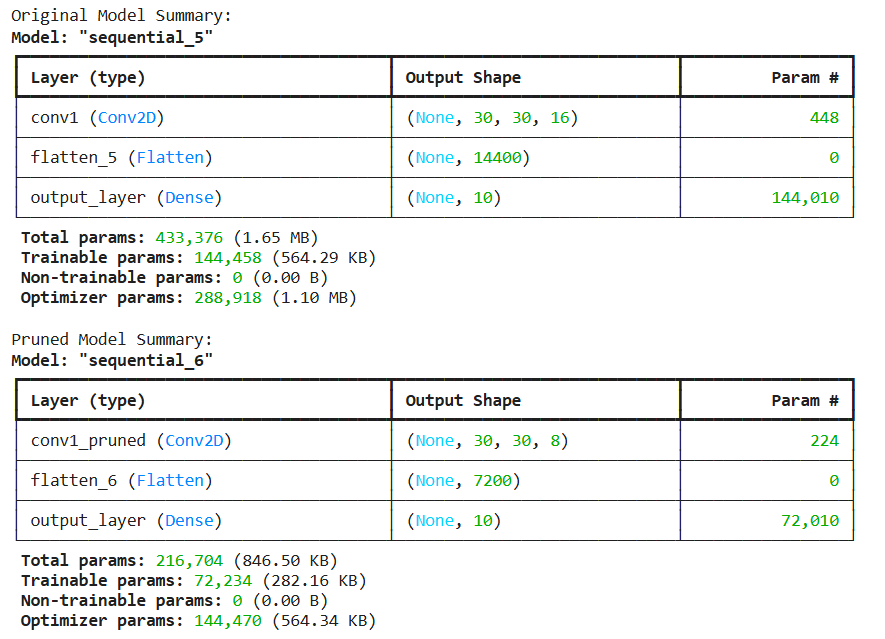 Original Model Summary:
Model: "sequential_5"
Layer (type) Output Shape Param #
conv1 (Conv2D) (None, 30, 30, 16) 448
flatten_5 (Flatten) (None, 14400) 0
output_layer (Dense) (None, 10) 144,010
Total params: 433,376 (1.65 MB)
Trainable params: 144,458 (564.29 KB)
Non-trainable params: 0 (0.00 B)
Optimizer params: 288,918 (1.10 MB)
Pruned Model Summary:
Model: "sequential_6"
Layer (type) Output Shape Param #
conv1_pruned (Conv2D) (None, 30, 30, 8) 224
flatten_6 (Flatten) (None, 7200) 0
output_layer (Dense) (None, 10) 72,010
Total params: 216,704 (846.50 KB)
Trainable params: 72,234 (282.16 KB)
Non-trainable params: 0 (0.00 B)
Optimizer params: 144,470 (564.34 KB)